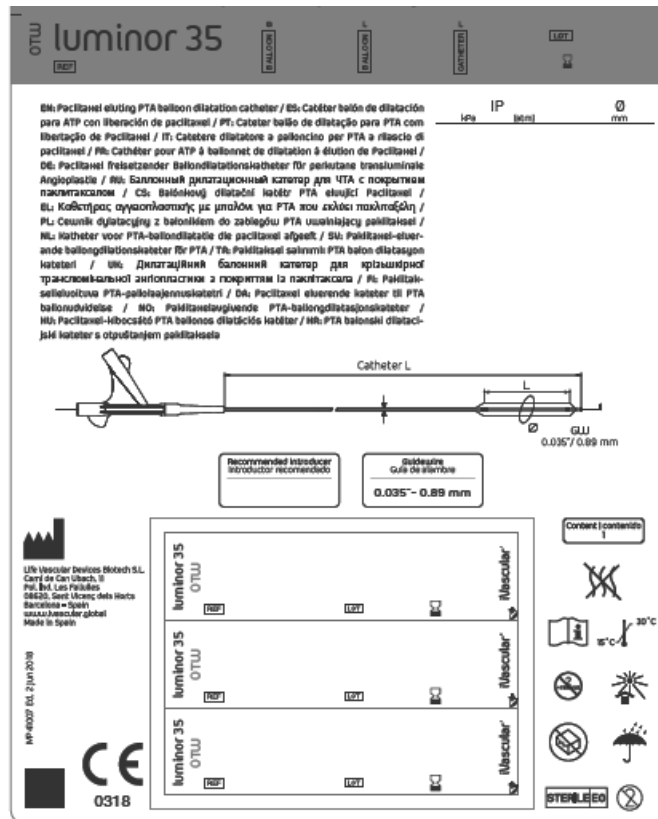 OTW luminor 35
REF
BALLOON Ø
BALLOON L
CATHETER L
LOT
EN: Paclitaxel eluting PTA balloon dilatation catheter / ES: Catéter balón de dilatación
para ATP con liberación de paclitaxel / PT: Cateter balão de dilatação para PTA com
libertação de Paclitaxel / IT: Catetere dilatatore a palloncino per PTA a rilascio di
paclitaxel / FR: Cathéter pour ATP à ballonnet de dilatation à élution de Paclitaxel /
DE: Paclitaxel freisetzender Ballondilatationskatheter für perkutane transluminale
Angioplastie / RU: Баллонный дилатационный катетер для ЧТА с покрытием
паклитакселом / CS: Balónkový dilatační katétr PTA eluující Paclitaxel /
EL: Καθετήρας αγγειοπλαστικής με μπαλόνι για PTA που εκλύει πακλιταξέλη /
PL: Cewnik dylatacyjny z balonikiem do zabiegów PTA uwalniający paklitaksel /
NL: Katheter voor PTA-ballondilatatie die paclitaxel afgeeft / SV: Paklitaxel-eluer-
ande ballongdilationskateter för PTA / TR: Paklitaksel salınımlı PTA balon dilatasyon
kateteri / UK: Дилатаційний балонний катетер для крізьшкірної
транслюмінальної ангіопластики з покриттям із паклітаксела / FI: Paklitak-
selieluoituva PTA-pallolaajennuskatetri / DA: Paclitaxel eluerende kateter til PTA
ballonudvidelse / NO: Paklitaxelavgivende PTA-ballongdilatasjonskateter /
HU: Paclitaxel-kibocsátó PTA ballonos dilatációs katéter / HR: PTA balonski dilataci-
jski kateter s otpuštanjem paklitaksela
IP Ø
kPa (atm) mm
Catheter L
L
Ø
GW
0.035"/ 0.89 mm
Recommended introducer
Introductor recomendado
Guidewire
Guía de alambre
0.035"- 0.89 mm
Life Vascular Devices Biotech S.L.
Camí de Can Ubach, 11
Pol. Ind. Les Fallulles
08620, Sant Vicenç dels Horts
Barcelona – Spain
www.ivascular.global
Made in Spain
MP 41007 Ed. 2 Jun 2018
CE
0318
luminor 35
OTW
REF
LOT
iVascular
luminor 35
OTW
REF
LOT
iVascular
luminor 35
OTW
REF
LOT
iVascular
Content | contenido
1
15°C 30°C
STERILE EO
2